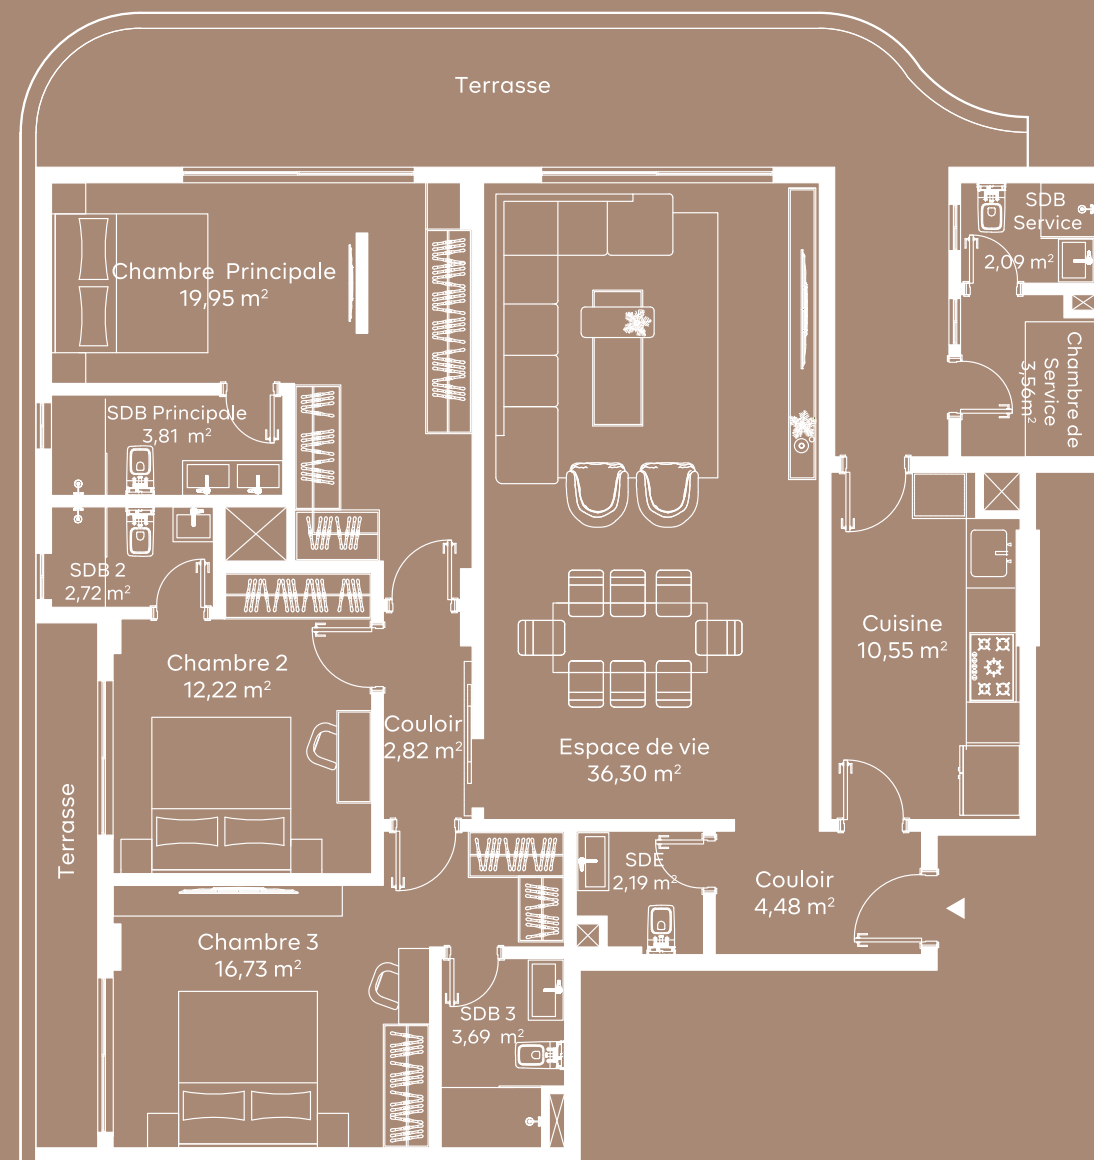 Terrasse
SDB
Service
2,09 m²
Chambre Principale
19,95 m²
Chambre de
Service
3,56m²
SDB Principale
3,81 m²
SDB 2
2,72 m²
Cuisine
10,55 m²
Chambre 2
12,22 m²
Couloir
2,82 m²
Espace de vie
36,30 m²
Terrasse
SDE
2,19 m²
Couloir
4,48 m²
Chambre 3
16,73 m²
SDB 3
3,69 m²